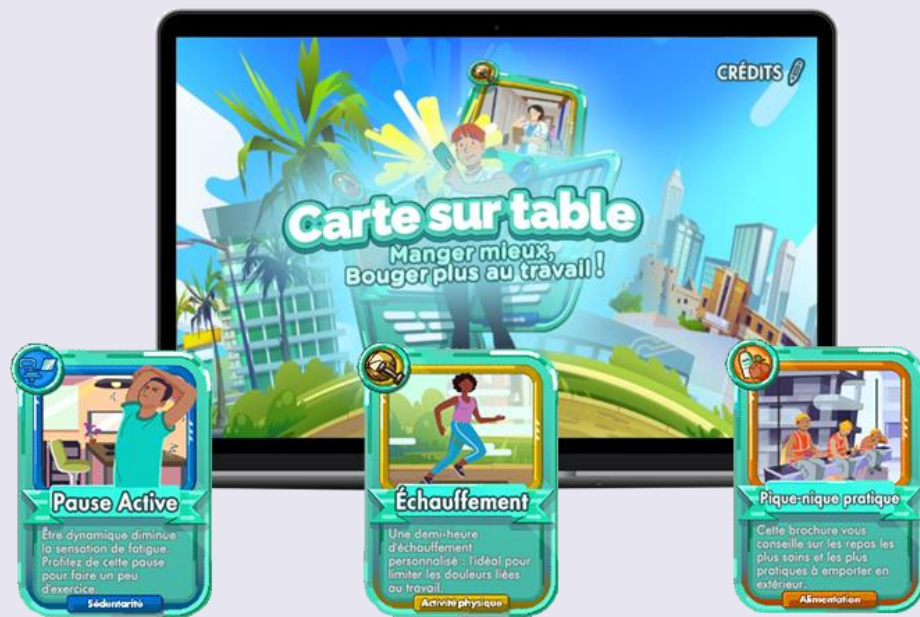 CRÉDITS
Carte sur table
Manger mieux,
Bouger plus au travail !
Pause Active
Être dynamique diminue
la sensation de fatigue.
Profitez de cette pause
pour faire un peu
d'exercice.
Sédentarité
Échauffement
Une demi-heure
d'échauffement
personnalisé : l'idéal pour
limiter les douleurs liées
au travail.
Activité physique
Pique-nique pratique
Cette brochure vous
conseille sur les repas les
plus sains et les plus
pratiques à emporter en
extérieur.
Alimentation